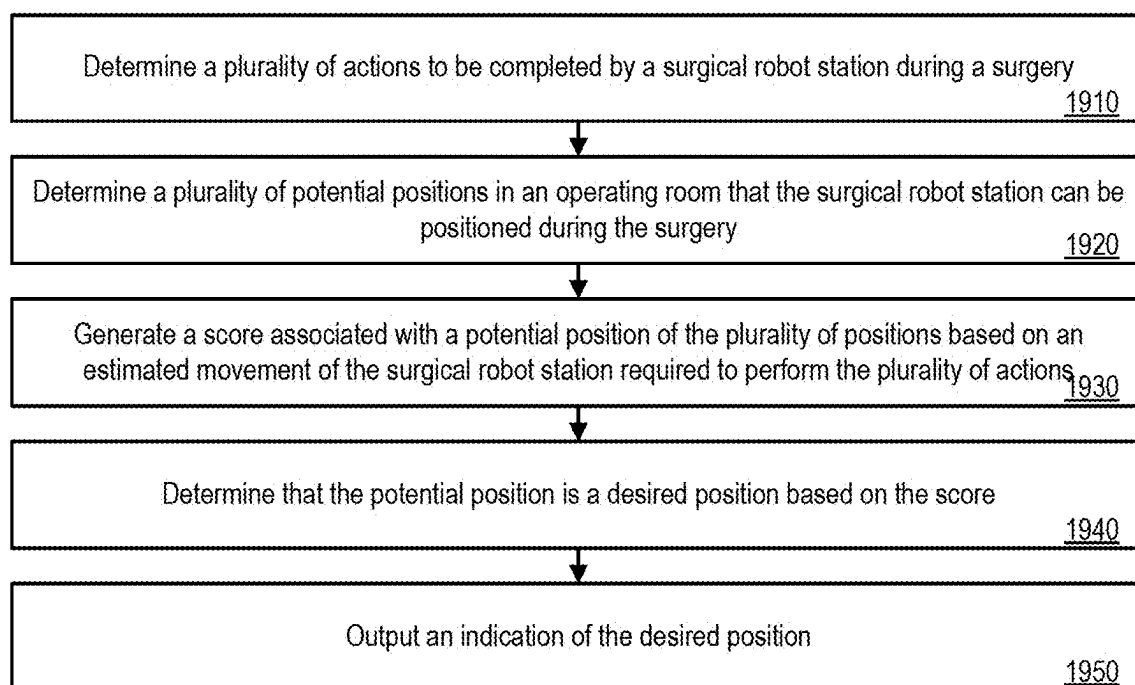 Determine a plurality of actions to be completed by a surgical robot station during a surgery
1910
Determine a plurality of potential positions in an operating room that the surgical robot station can be
positioned during the surgery
1920
Generate a score associated with a potential position of the plurality of positions based on an
estimated movement of the surgical robot station required to perform the plurality of actions
1930
Determine that the potential position is a desired position based on the score
1940
Output an indication of the desired position
1950